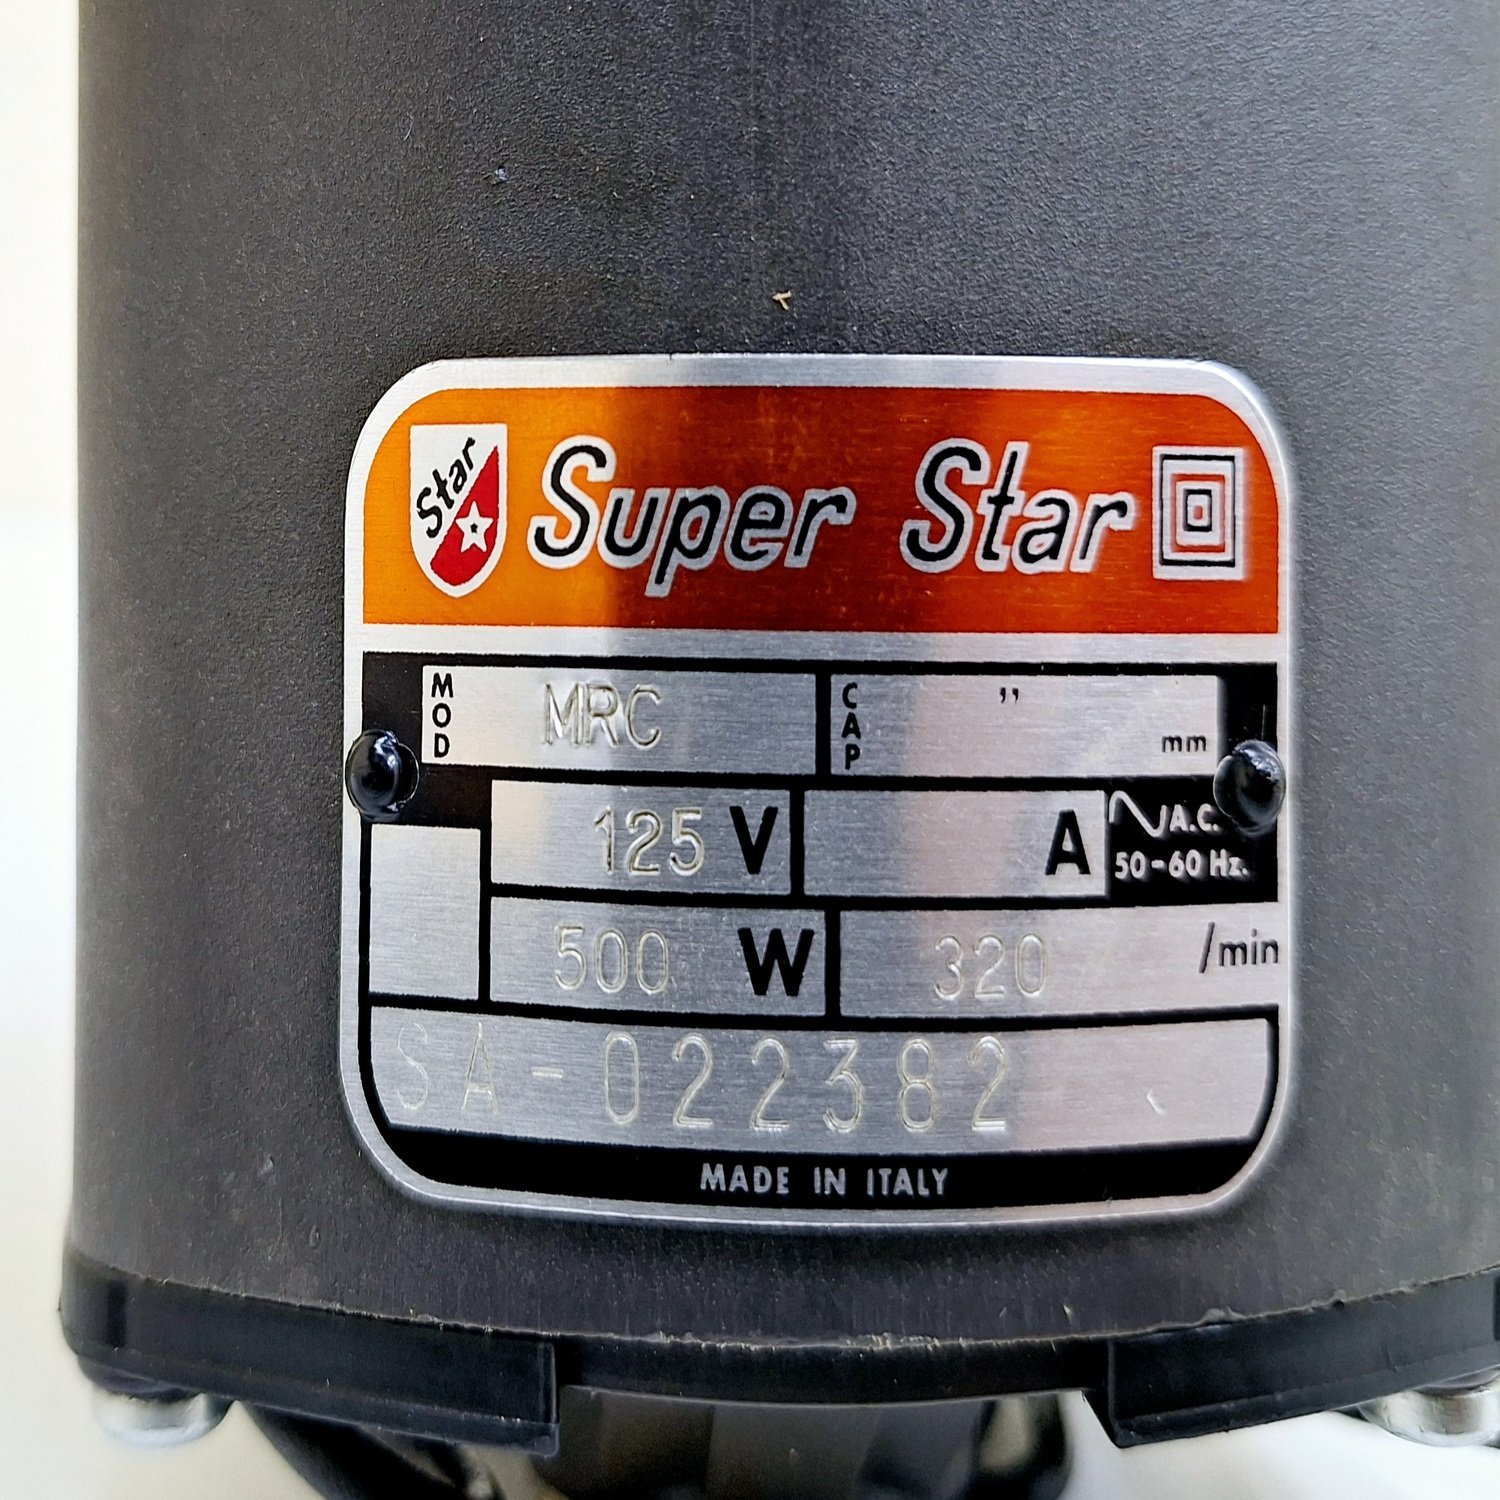 Star
Super Star
MOD MRC CAP " mm
125 V A A.C.
50-60 Hz.
500 W 320 /min
SA-022382
MADE IN ITALY